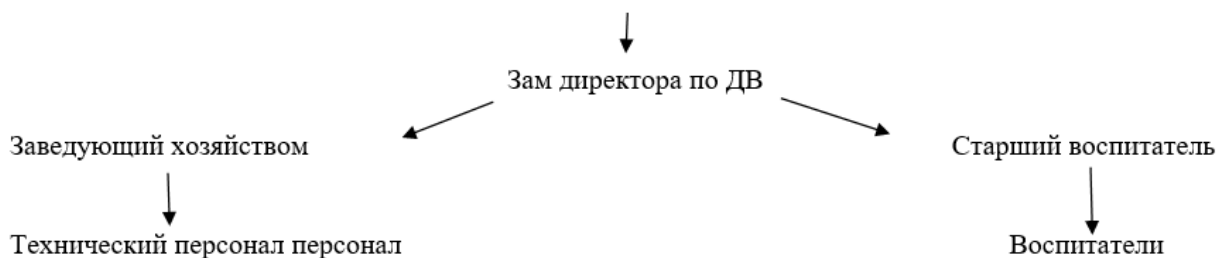 Зам директора по ДВ
Заведующий хозяйством
Старший воспитатель
Технический персонал персонал
Воспитатели